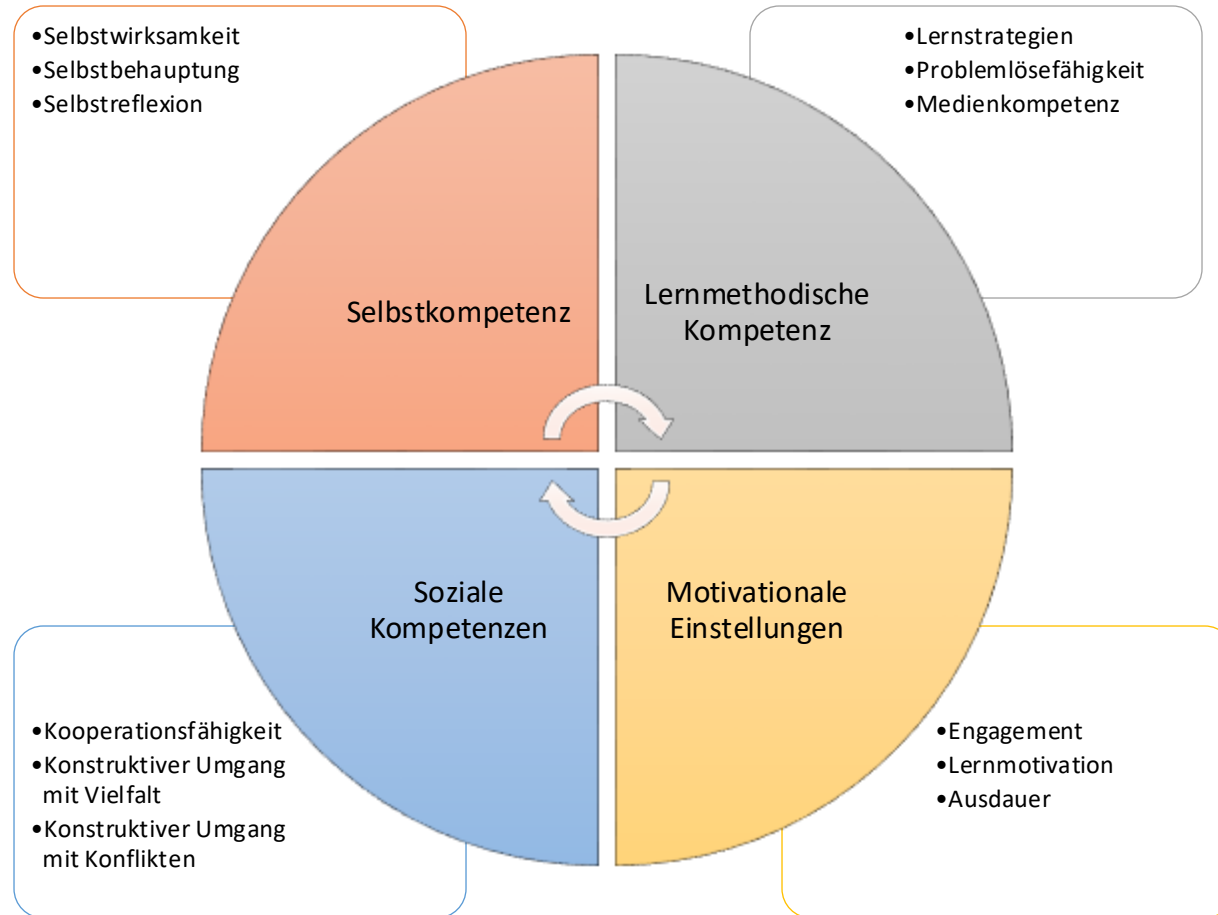 •Selbstwirksamkeit
•Selbstbehauptung
•Selbstreflexion
•Lernstrategien
•Problemlösefähigkeit
•Medienkompetenz
Selbstkompetenz
Lernmethodische
Kompetenz
Soziale
Kompetenzen
Motivationale
Einstellungen
•Kooperationsfähigkeit
•Konstruktiver Umgang
mit Vielfalt
•Konstruktiver Umgang
mit Konflikten
•Engagement
•Lernmotivation
•Ausdauer